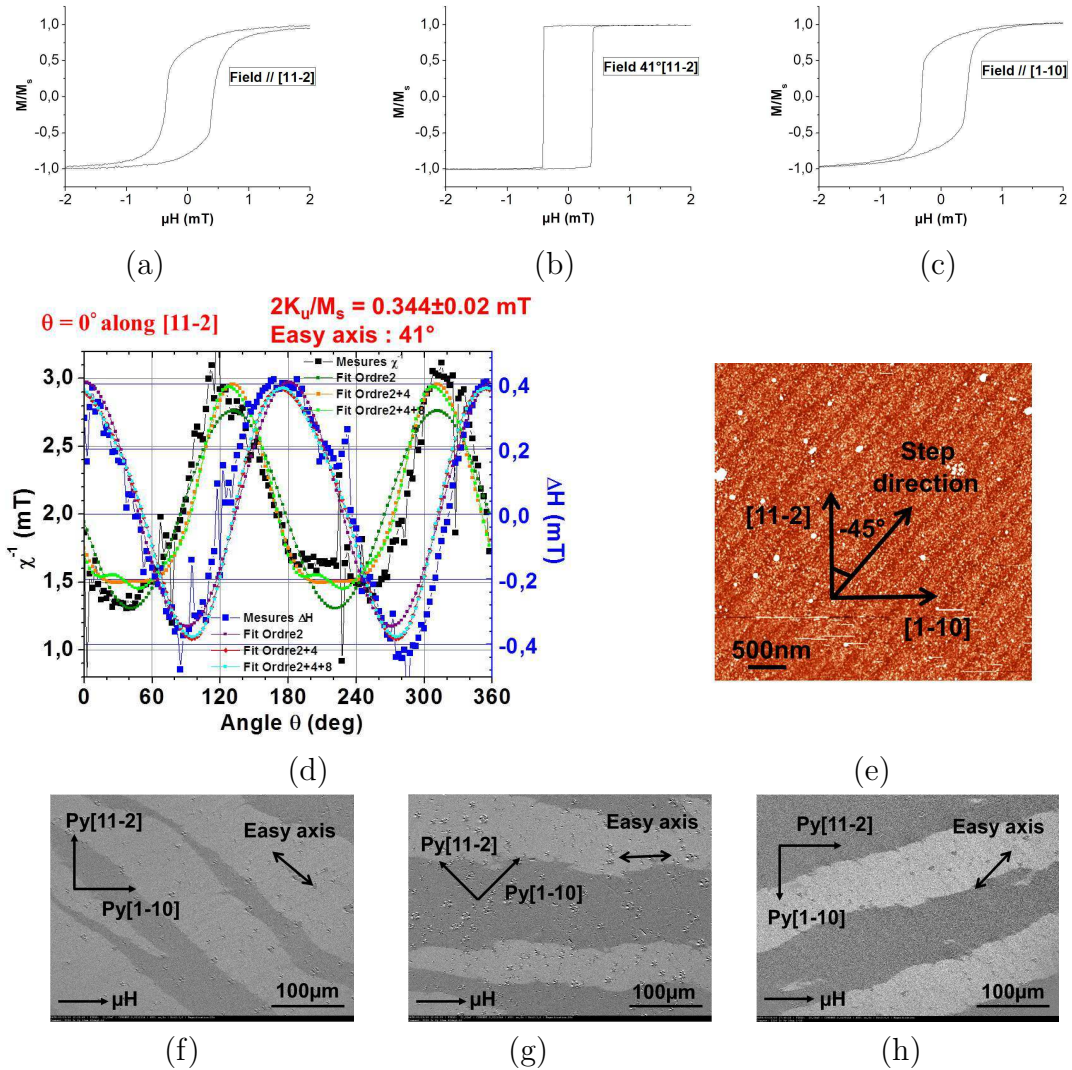 1,0
0,5
0,0
-0,5
-1,0
M/Ms
Field // [11-2]
-2 -1 0 1 2
µH (mT)
(a)
1,0
0,5
0,0
-0,5
-1,0
M/Ms
Field 41°[11-2]
-2 -1 0 1 2
µH (mT)
(b)
1,0
0,5
0,0
-0,5
-1,0
M/Ms
Field // [1-10]
-2 -1 0 1 2
µH (mT)
(c)
θ = 0° along [11-2]
2Ku/Ms = 0.344±0.02 mT
Easy axis : 41°
3,0
2,5
2,0
1,5
1,0
χ-1 (mT)
Mesures χ-1
Fit Ordre2
Fit Ordre2+4
Fit Ordre2+4+8
0,4
0,2
0,0
-0,2
-0,4
ΔH (mT)
Mesures ΔH
Fit Ordre2
Fit Ordre2+4
Fit Ordre2+4+8
0 60 120 180 240 300 360
Angle θ (deg)
(d)
Step
direction
[11-2]
-45°
[1-10]
500nm
(e)
Py[11-2]
Easy axis
Py[1-10]
µH
100µm
(f)
Py[11-2]
Easy axis
Py[1-10]
µH
100µm
(g)
Py[11-2]
Easy axis
Py[1-10]
µH
100µm
(h)